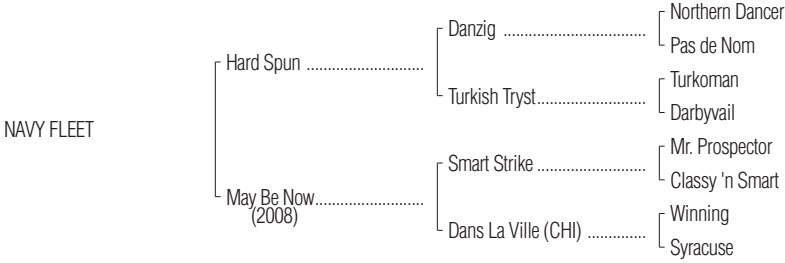 Northern Dancer
Danzig ................................
Pas de Nom
Hard Spun ..........................
Turkoman
Turkish Tryst........................
Darbyvail
NAVY FLEET
Mr. Prospector
Smart Strike ........................
Classy 'n Smart
May Be Now........................
(2008)
Winning
Dans La Ville (CHI) .............
Syracuse